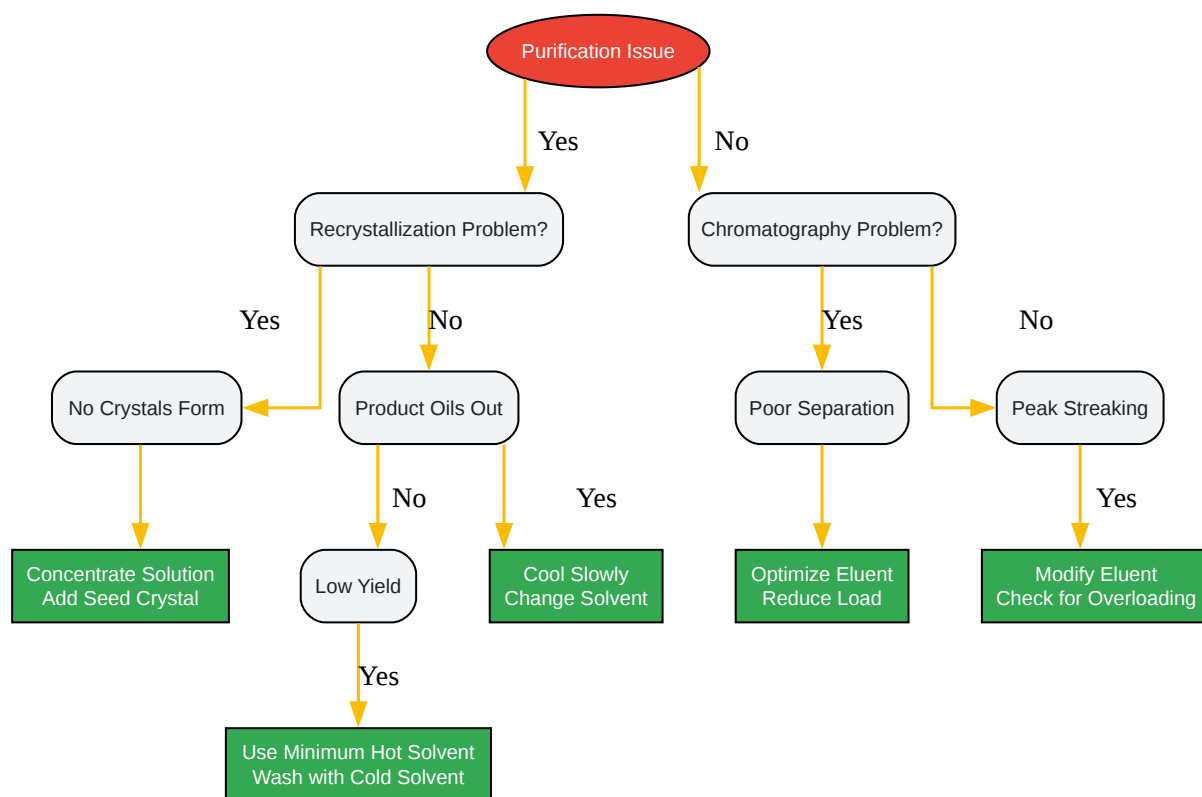 Purification Issue
Yes
No
Recrystallization Problem?
Chromatography Problem?
Yes
No
Yes
No
No Crystals Form
Product Oils Out
Poor Separation
Peak Streaking
No
Yes
Yes
Concentrate Solution
Add Seed Crystal
Low Yield
Cool Slowly
Change Solvent
Optimize Eluent
Reduce Load
Modify Eluent
Check for Overloading
Yes
Use Minimum Hot Solvent
Wash with Cold Solvent